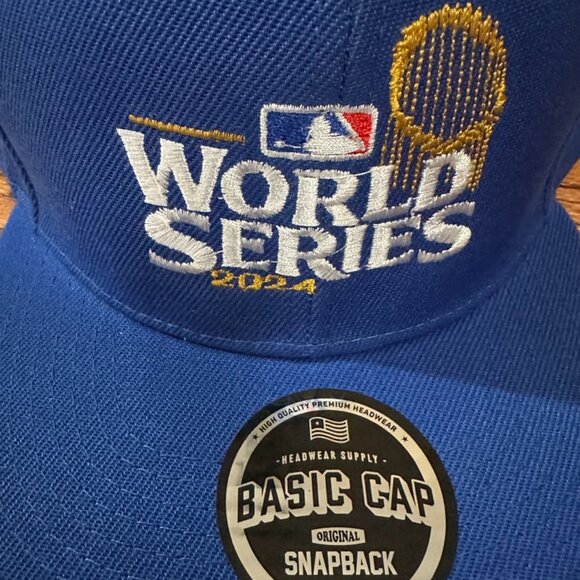 WORLD
SERIES
2024
★ HIGH QUALITY PREMIUM HEADWEAR ★
- HEADWEAR SUPPLY -
BASIC CAP
ORIGINAL
SNAPBACK